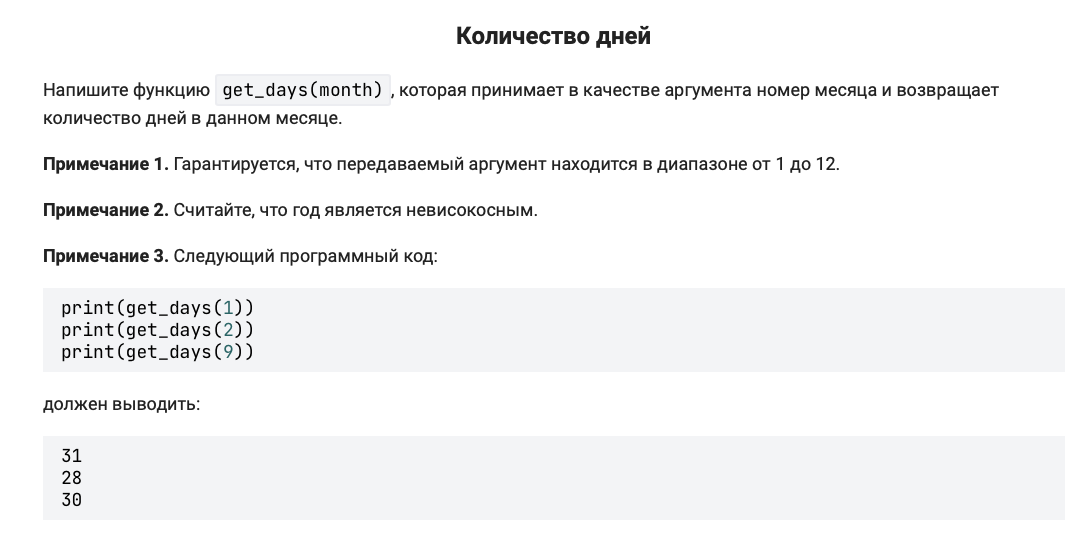 Количество дней
Напишите функцию get_days(month), которая принимает в качестве аргумента номер месяца и возвращает
количество дней в данном месяце.
Примечание 1. Гарантируется, что передаваемый аргумент находится в диапазоне от 1 до 12.
Примечание 2. Считайте, что год является невисокосным.
Примечание 3. Следующий программный код:
print(get_days(1))
print(get_days(2))
print(get_days(9))
должен выводить:
31
28
30